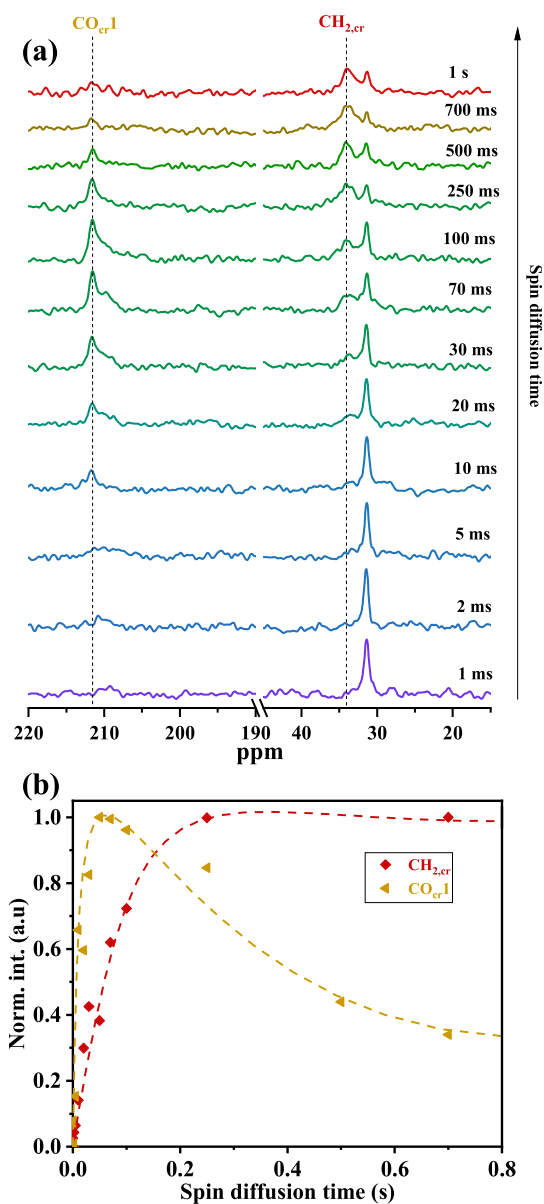 CO_cr1 CH_2,cr
(a)
1 s
700 ms
500 ms
250 ms
100 ms
70 ms
30 ms
20 ms
10 ms
5 ms
2 ms
1 ms
Spin diffusion time
220 210 200 190 40 30 20
ppm
(b)
1.0
0.8
0.6
0.4
0.2
0.0
Norm. int. (a.u)
CH_2,cr
CO_cr1
0.0 0.2 0.4 0.6 0.8
Spin diffusion time (s)